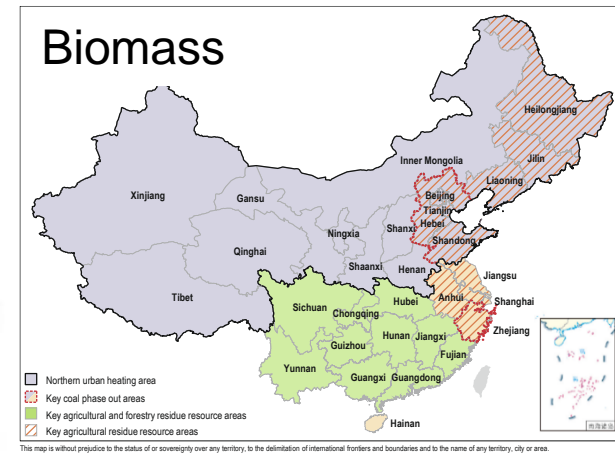 Biomass
Heilongjiang
Jilin
Inner Mongolia
Liaoning
Xinjiang
Gansu
Beijing
Tianjin
Hebei
Ningxia
Shanxi
Shandong
Qinghai
Shaanxi
Henan
Jiangsu
Tibet
Anhui
Shanghai
Hubei
Sichuan
Chongqing
Zhejiang
Hunan
Jiangxi
Guizhou
Fujian
Yunnan
Guangxi
Guangdong
Hainan
南海诸岛
Northern urban heating area
Key coal phase out areas
Key agricultural and forestry residue resource areas
Key agricultural residue resource areas
This map is without prejudice to the status of or sovereignty over any territory, to the delimitation of international frontiers and boundaries and to the name of any territory, city or area.